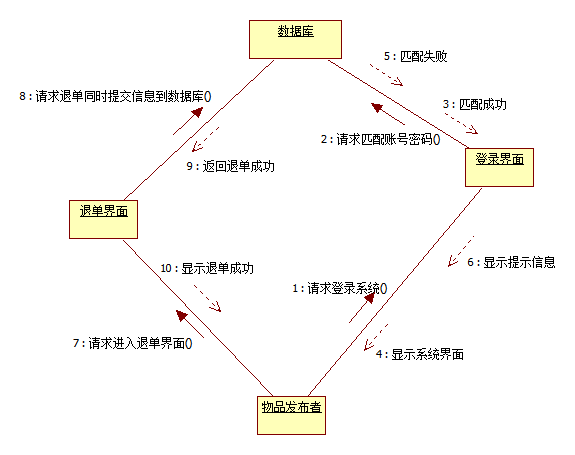 数据库
5 : 匹配失败
8 : 请求退单同时提交信息到数据库()
3 : 匹配成功
2 : 请求匹配账号密码()
登录界面
9 : 返回退单成功
退单界面
10 : 显示退单成功
6 : 显示提示信息
1 : 请求登录系统()
7 : 请求进入退单界面()
4 : 显示系统界面
物品发布者